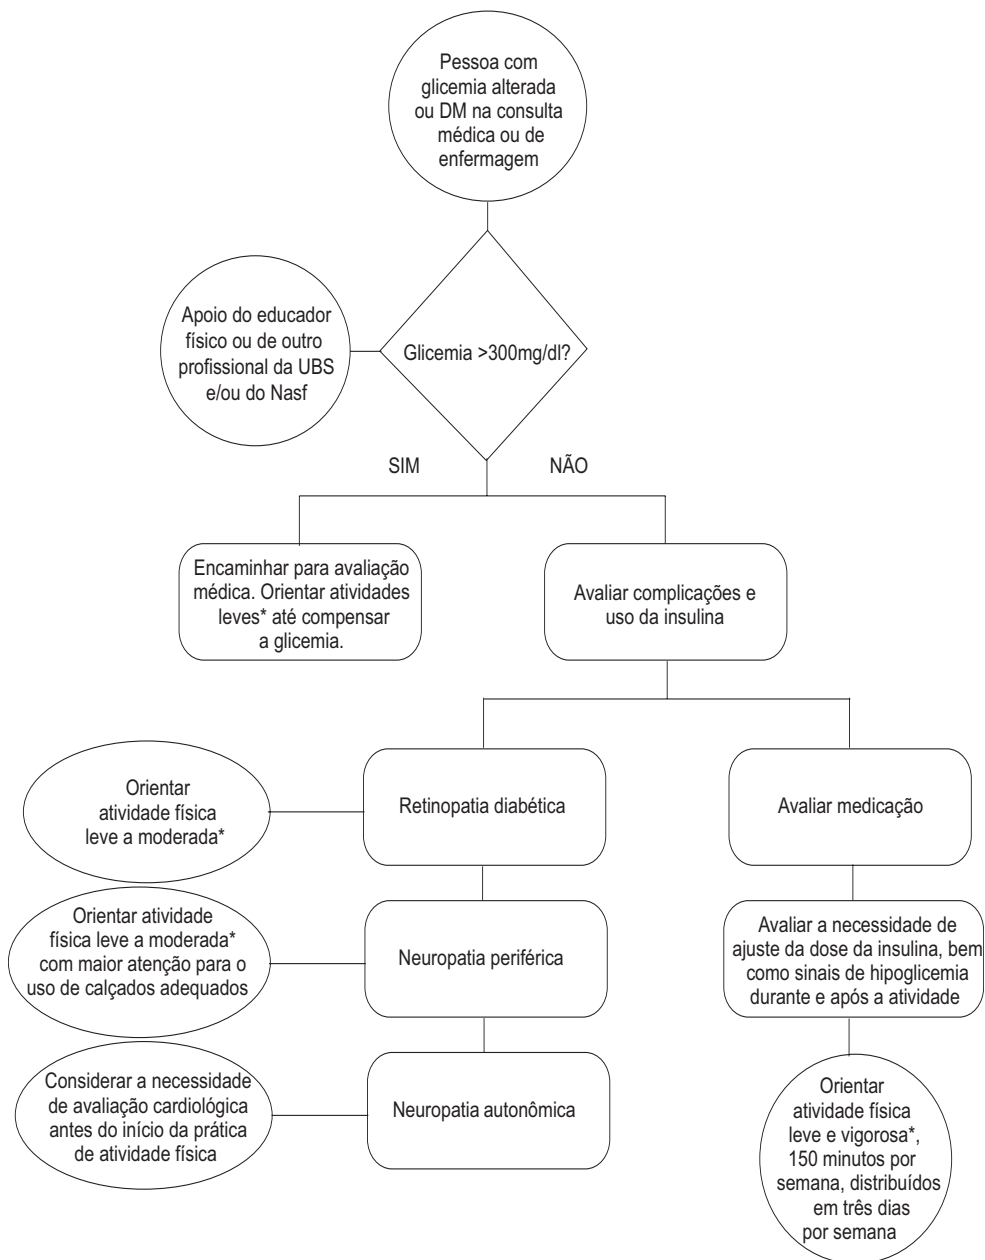 Pessoa com
glicemia alterada
ou DM na consulta
médica ou de
enfermagem
Apoio do educador
físico ou de outro
profissional da UBS
e/ou do Nasf
Glicemia >300mg/dl?
SIM
NÃO
Encaminhar para avaliação
médica. Orientar atividades
leves* até compensar
a glicemia.
Avaliar complicações e
uso da insulina
Orientar
atividade física
leve a moderada*
Retinopatia diabética
Avaliar medicação
Orientar atividade
física leve a moderada*
com maior atenção para o
uso de calçados adequados
Neuropatia periférica
Avaliar a necessidade de
ajuste da dose da insulina, bem
como sinais de hipoglicemia
durante e após a atividade
Considerar a necessidade
de avaliação cardiológica
antes do início da prática
de atividade física
Neuropatia autonômica
Orientar
atividade física
leve e vigorosa*,
150 minutos por
semana, distribuídos
em três dias
por semana